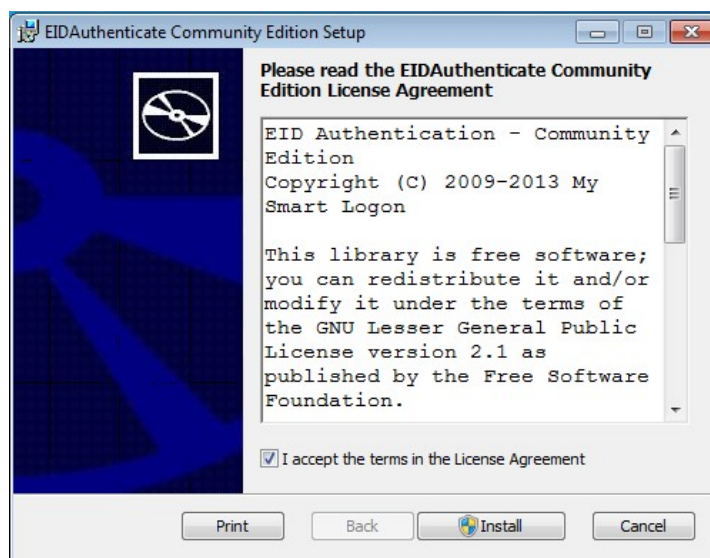 EIDAuthenticate Community Edition Setup
Please read the EIDAuthenticate Community
Edition License Agreement
EID Authentication - Community
Edition
Copyright (C) 2009-2013 My
Smart Logon
This library is free software;
you can redistribute it and/or
modify it under the terms of
the GNU Lesser General Public
License version 2.1 as
published by the Free Software
Foundation.
I accept the terms in the License Agreement
Print
Back
Install
Cancel